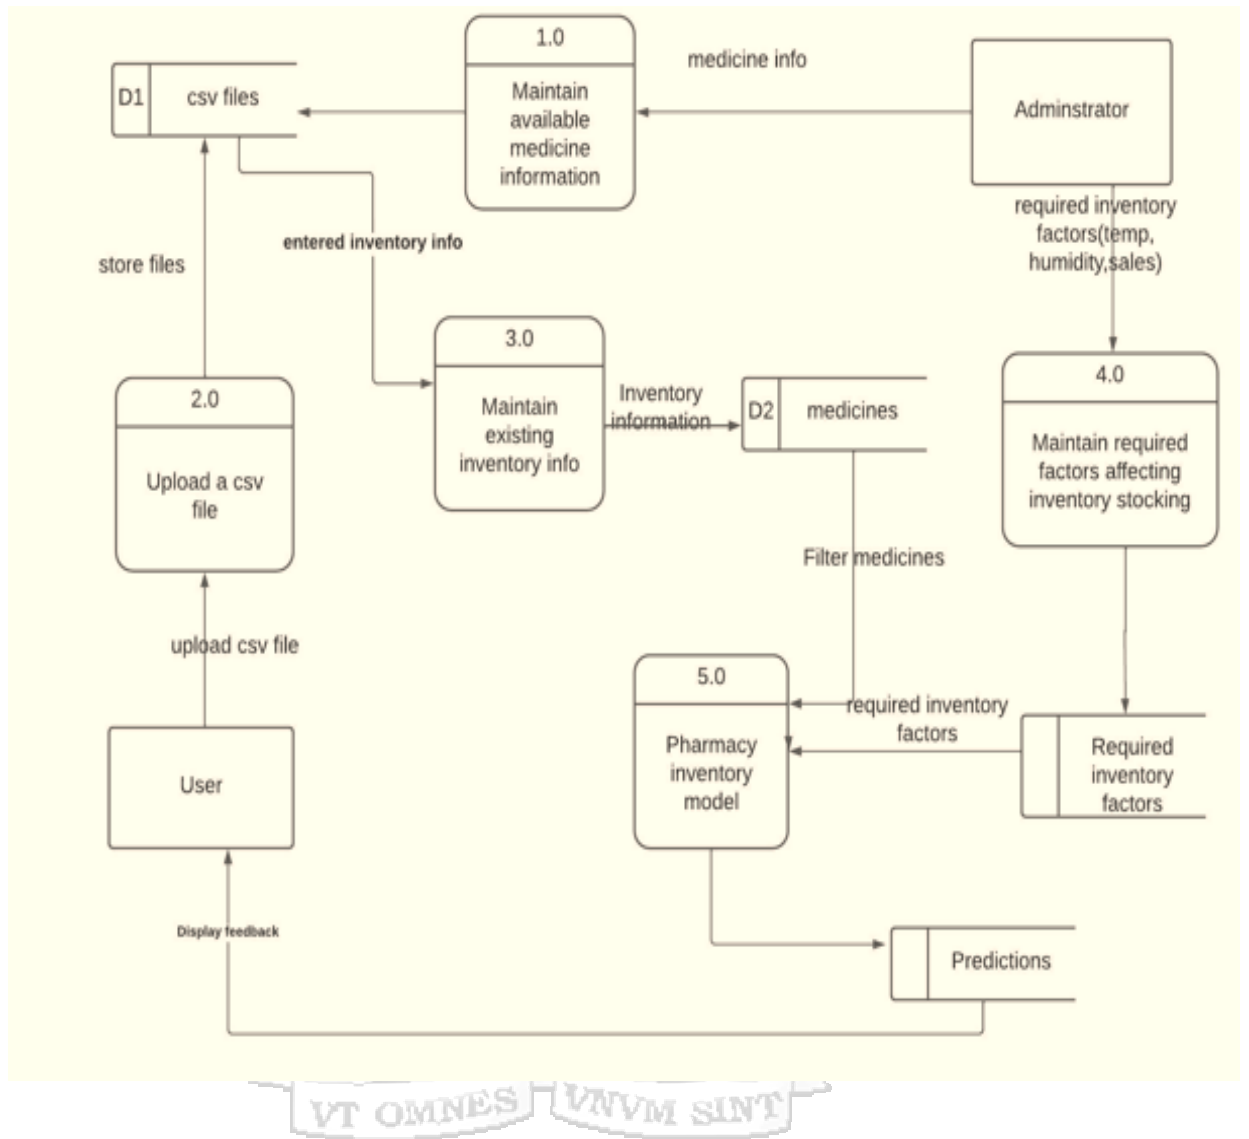 1.0
medicine info
D1
csv files
Maintain
available
medicine
information
Adminstrator
required inventory
factors(temp,
humidity,sales)
entered inventory info
store files
3.0
4.0
2.0
Inventory
information
D2
medicines
Maintain
existing
inventory info
Maintain required
factors affecting
inventory stocking
Upload a csv
file
Filter medicines
upload csv file
5.0
required inventory
factors
Pharmacy
inventory
model
Required
inventory
factors
User
Display feedback
Predictions
VT OMNES
VNVM SINT